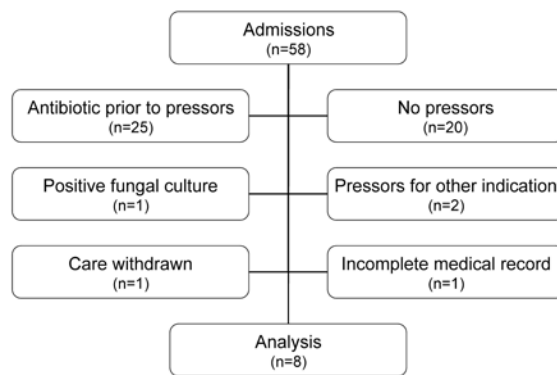 Admissions
(n=58)
Antibiotic prior to pressors
(n=25)
No pressors
(n=20)
Positive fungal culture
(n=1)
Pressors for other indication
(n=2)
Care withdrawn
(n=1)
Incomplete medical record
(n=1)
Analysis
(n=8)